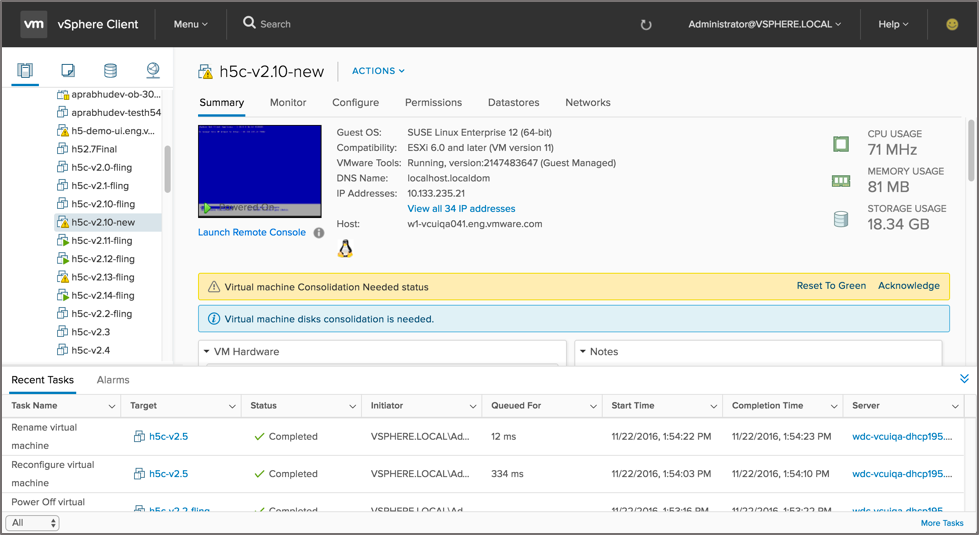 vm vSphere Client Menu Search Administrator@VSPHERE.LOCAL Help
h5c-v2.10-new ACTIONS
Summary Monitor Configure Permissions Datastores Networks
aprabhudev-ob-30...
aprabhudev-testh54
h5-demo-ui.eng.v...
h52.7Final
h5c-v2.0-fling
h5c-v2.1-fling
h5c-v2.10-fling
h5c-v2.10-new
h5c-v2.11-fling
h5c-v2.12-fling
h5c-v2.13-fling
h5c-v2.14-fling
h5c-v2.2-fling
h5c-v2.3
h5c-v2.4
Powered On
Launch Remote Console
Guest OS: SUSE Linux Enterprise 12 (64-bit)
Compatibility: ESXi 6.0 and later (VM version 11)
VMware Tools: Running, version:2147483647 (Guest Managed)
DNS Name: localhost.localdom
IP Addresses: 10.133.235.21
View all 34 IP addresses
Host: w1-vcuiqa041.eng.vmware.com
CPU USAGE
71 MHz
MEMORY USAGE
81 MB
STORAGE USAGE
18.34 GB
Virtual machine Consolidation Needed status Reset To Green Acknowledge
Virtual machine disks consolidation is needed.
VM Hardware Notes
Recent Tasks Alarms
Task Name Target Status Initiator Queued For Start Time Completion Time Server
Rename virtual
machine h5c-v2.5 Completed VSPHERE.LOCAL\Ad... 12 ms 11/22/2016, 1:54:22 PM 11/22/2016, 1:54:23 PM wdc-vcuiqa-dhcp195....
Reconfigure virtual
machine h5c-v2.5 Completed VSPHERE.LOCAL\Ad... 334 ms 11/22/2016, 1:54:03 PM 11/22/2016, 1:54:10 PM wdc-vcuiqa-dhcp195....
Power Off virtual
h5c-v2.2-fling Completed VSPHERE.LOCAL\Ad... 11/22/2016, 1:53:16 PM 11/22/2016, 1:53:22 PM wdc-vcuiqa-dhcp195....
All More Tasks